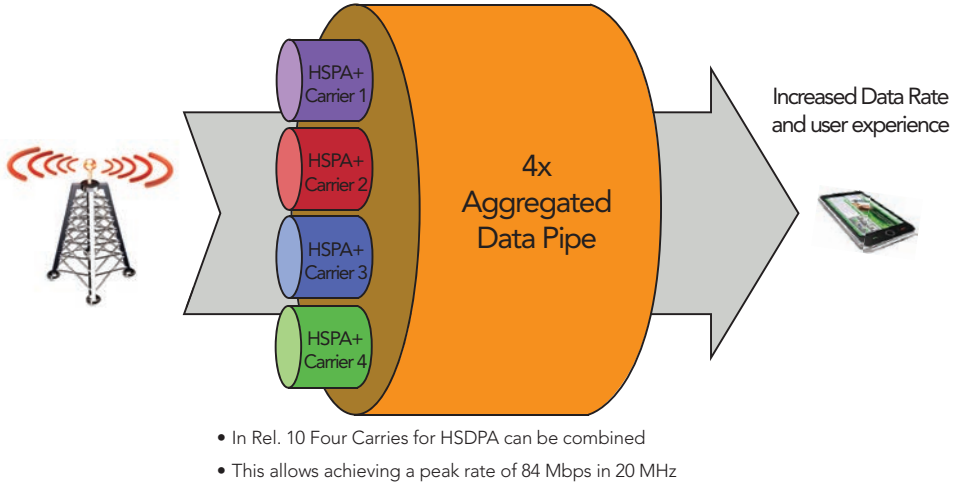 HSPA+
Carrier 1
HSPA+
Carrier 2
HSPA+
Carrier 3
HSPA+
Carrier 4
4x
Aggregated
Data Pipe
Increased Data Rate
and user experience
• In Rel. 10 Four Carries for HSDPA can be combined
• This allows achieving a peak rate of 84 Mbps in 20 MHz